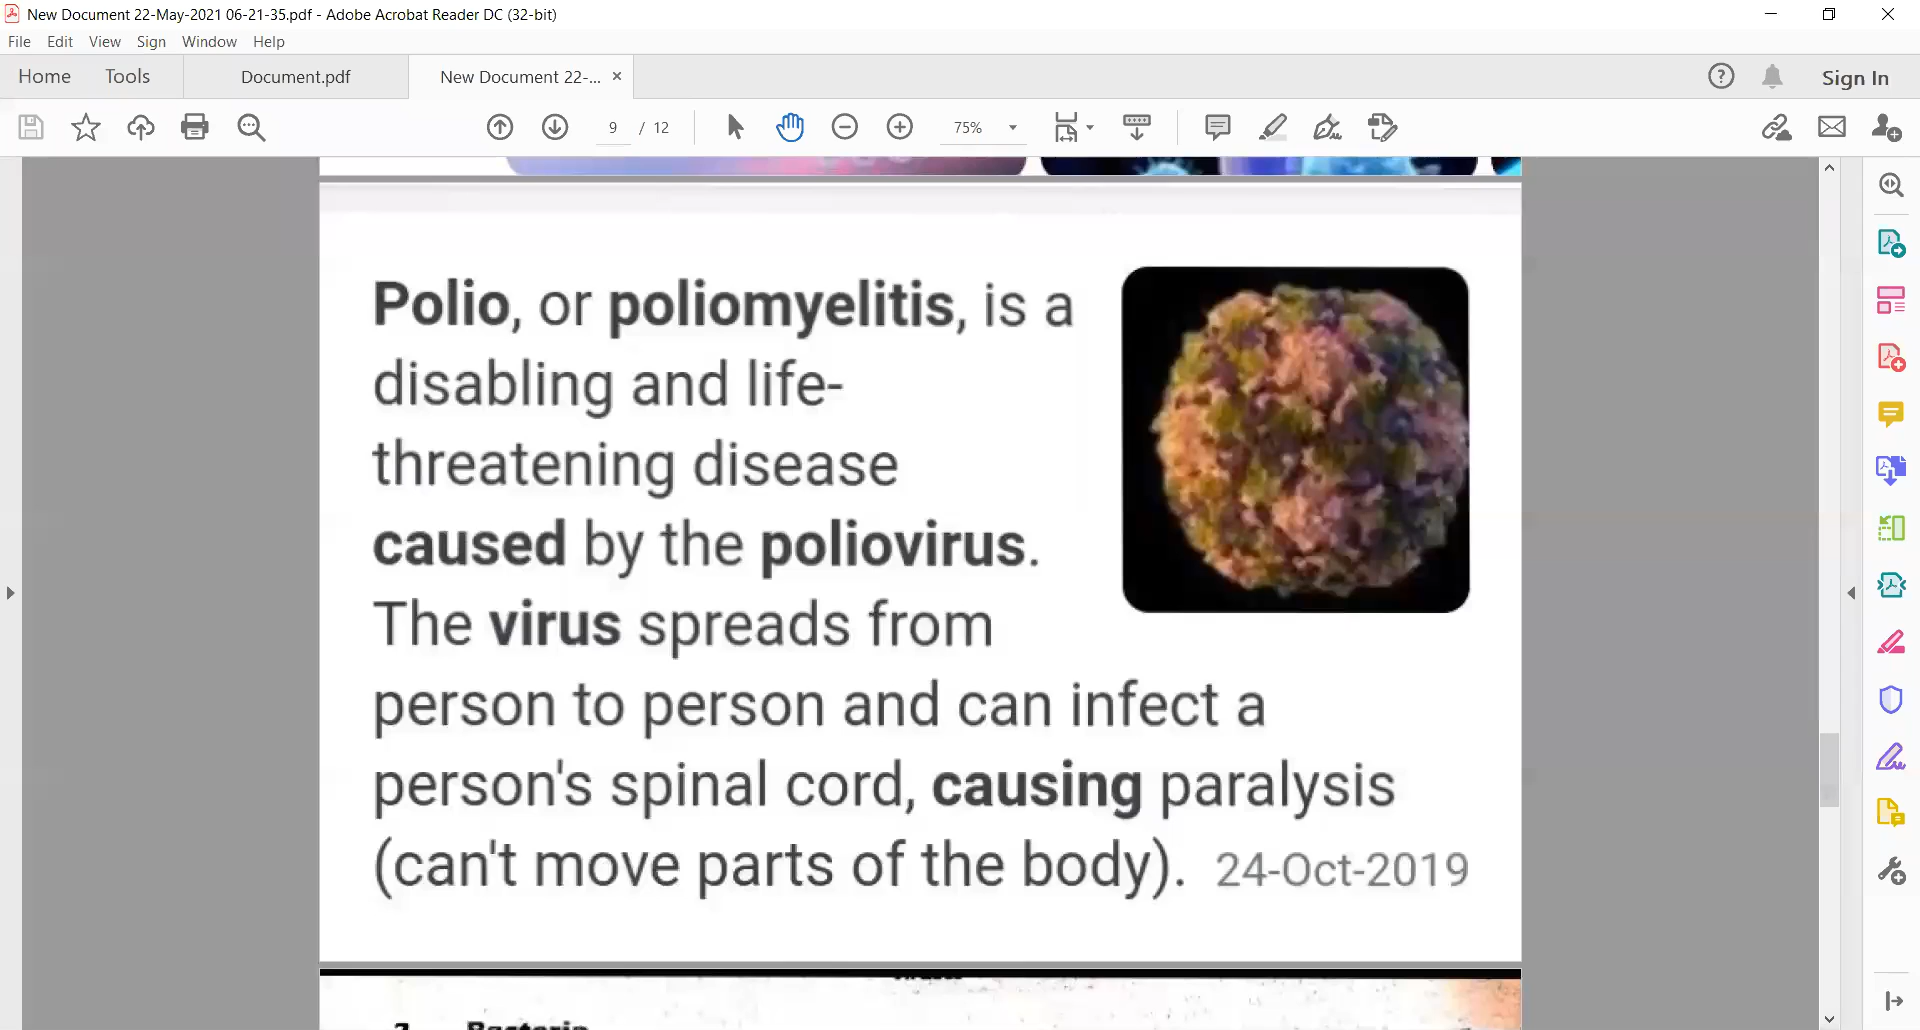 New Document 22-May-2021 06-21-35.pdf - Adobe Acrobat Reader DC (32-bit)
File Edit View Sign Window Help
Home Tools Document.pdf New Document 22-... × Sign In
9 / 12 75%
Polio, or poliomyelitis, is a
disabling and life-
threatening disease
caused by the poliovirus.
The virus spreads from
person to person and can infect a
person's spinal cord, causing paralysis
(can't move parts of the body). 24-Oct-2019
Bacteria